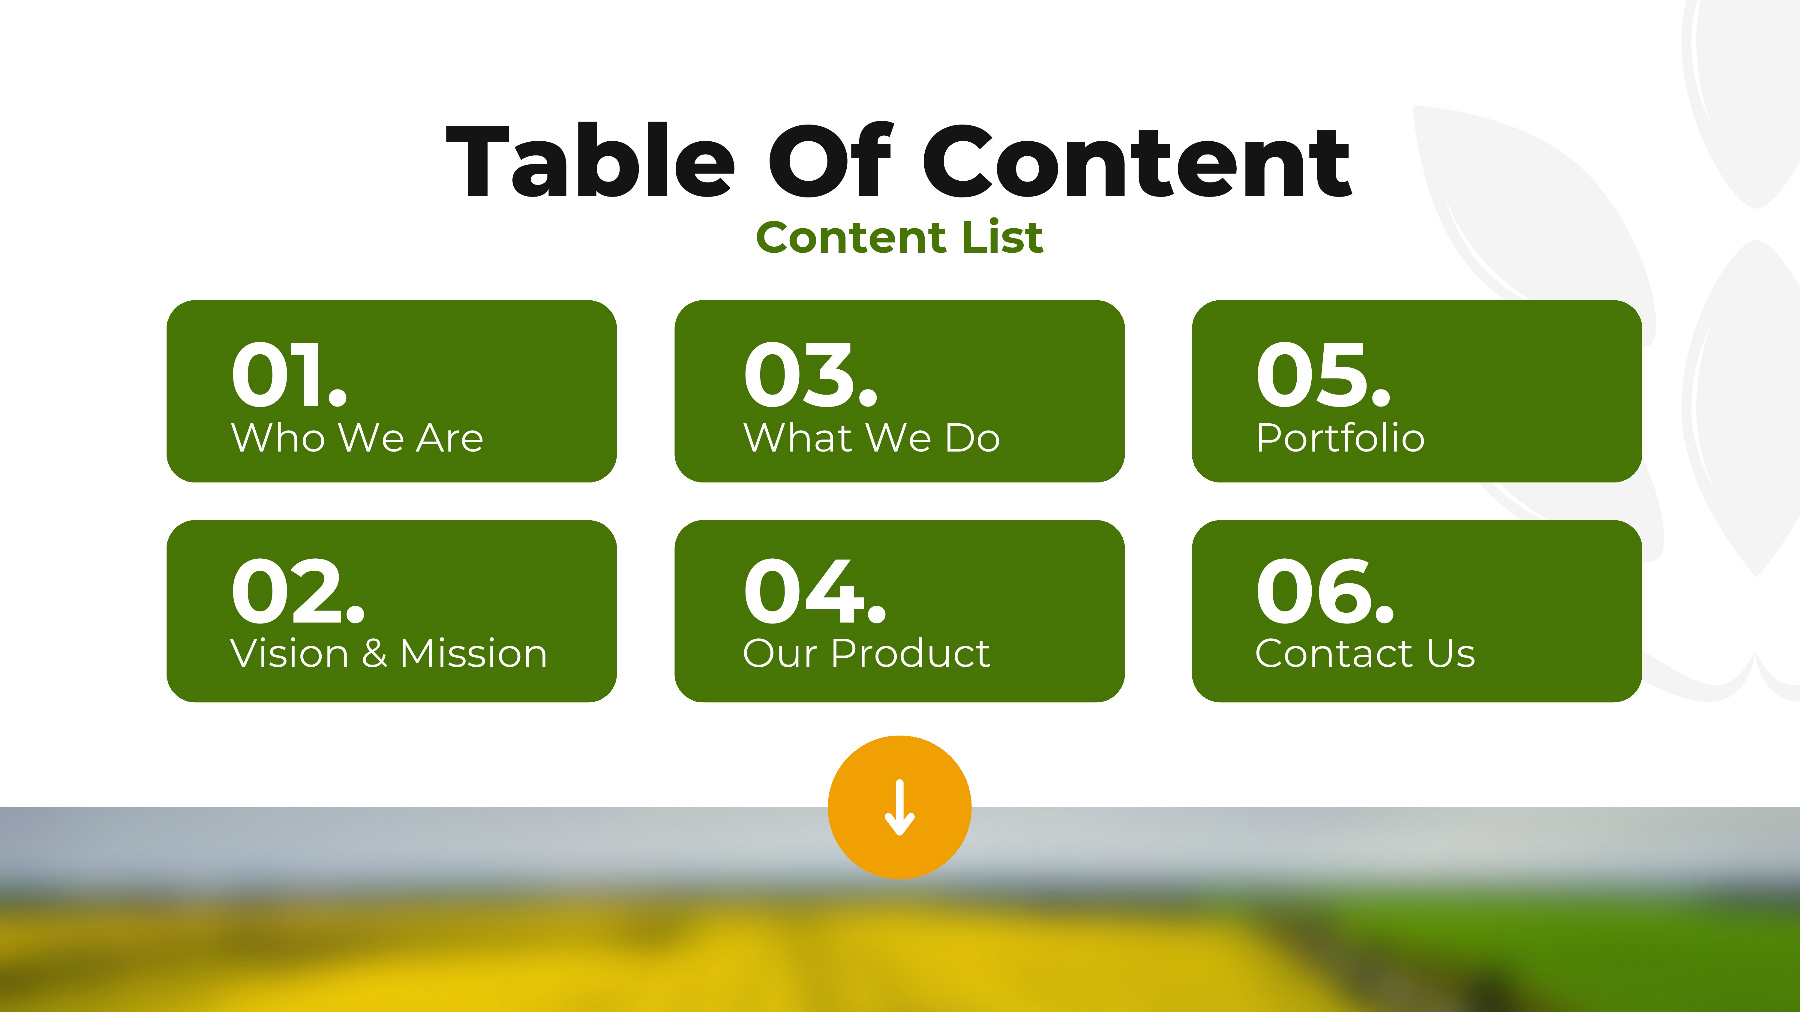 Table Of Content
Content List
01.
Who We Are
02.
Vision & Mission
03.
What We Do
04.
Our Product
05.
Portfolio
06.
Contact Us